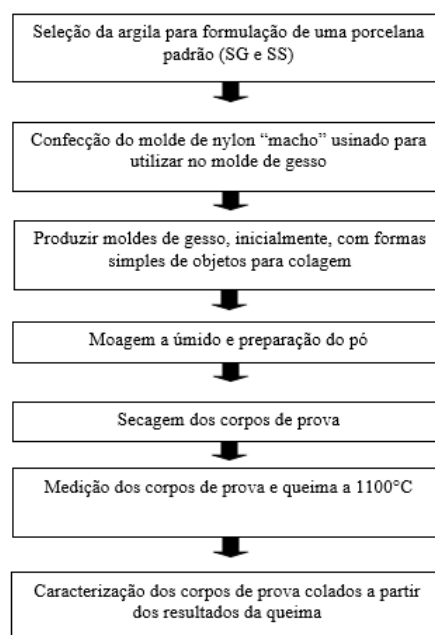 Seleção da argila para formulação de uma porcelana
padrão (SG e SS)
Confecção do molde de nylon “macho” usinado para
utilizar no molde de gesso
Produzir moldes de gesso, inicialmente, com formas
simples de objetos para colagem
Moagem a úmido e preparação do pó
Secagem dos corpos de prova
Medição dos corpos de prova e queima a 1100°C
Caracterização dos corpos de prova colados a partir
dos resultados da queima